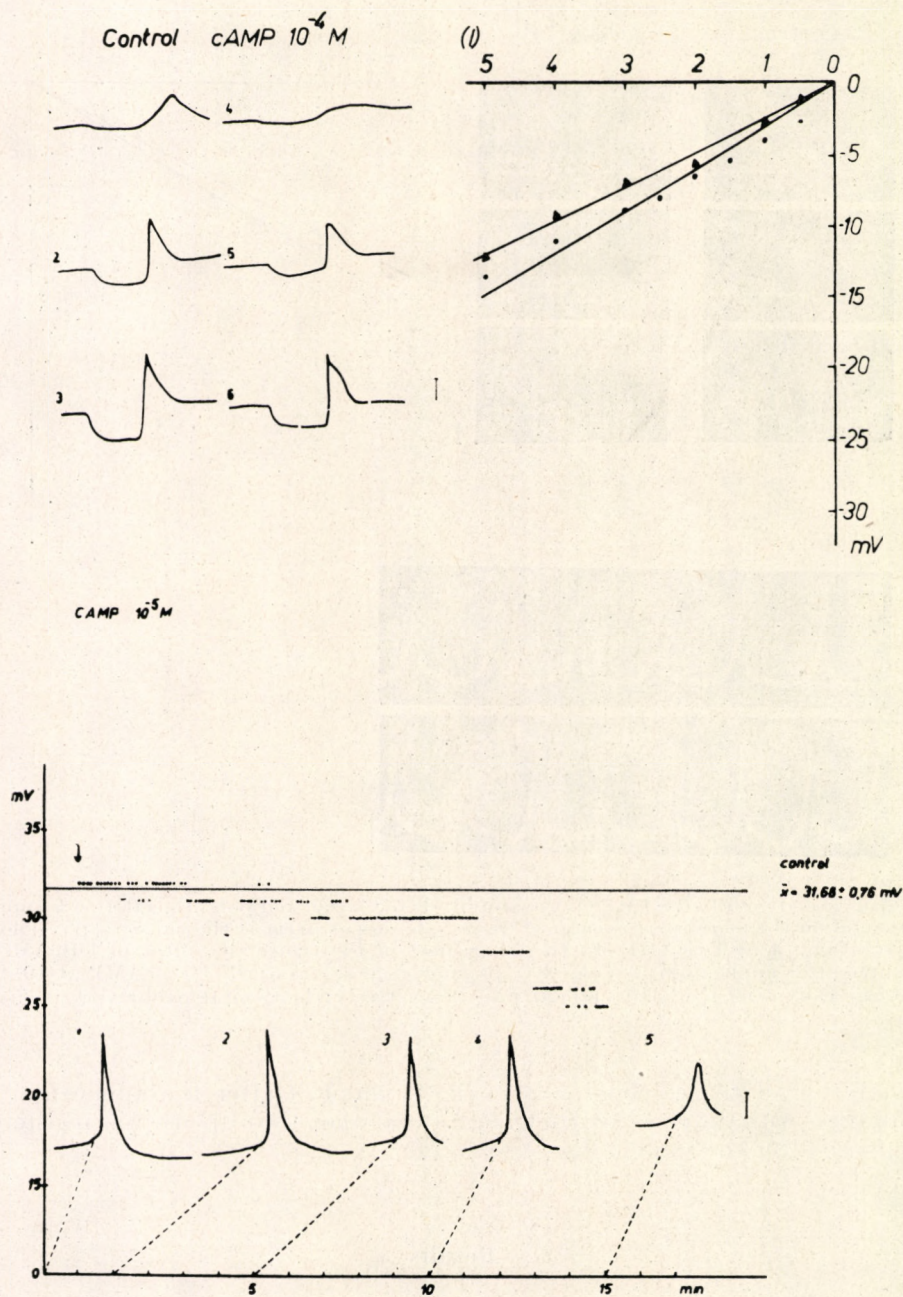 Control cAMP 10⁻⁴ M
(I)
5 4 3 2 1 0
0
-5
-10
-15
-20
-25
-30
mV
4
2 5
3 6
CAMP 10⁻⁵ M
mV
35
30
25
20
15
0
control
x̄ = 31,68 ± 0,76 mV
1 2 3 4 5
5 10 15 min